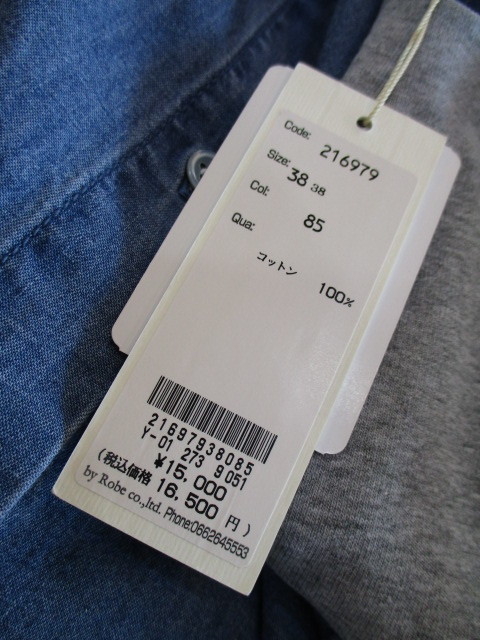 Code: 216979
Size: 38 38
Col: 85
Qua:
コットン 100%
21697938085
Y-01 273 9051
¥15,000
(税込価格 16,500 円)
by Robe co.,ltd. Phone:0662645553